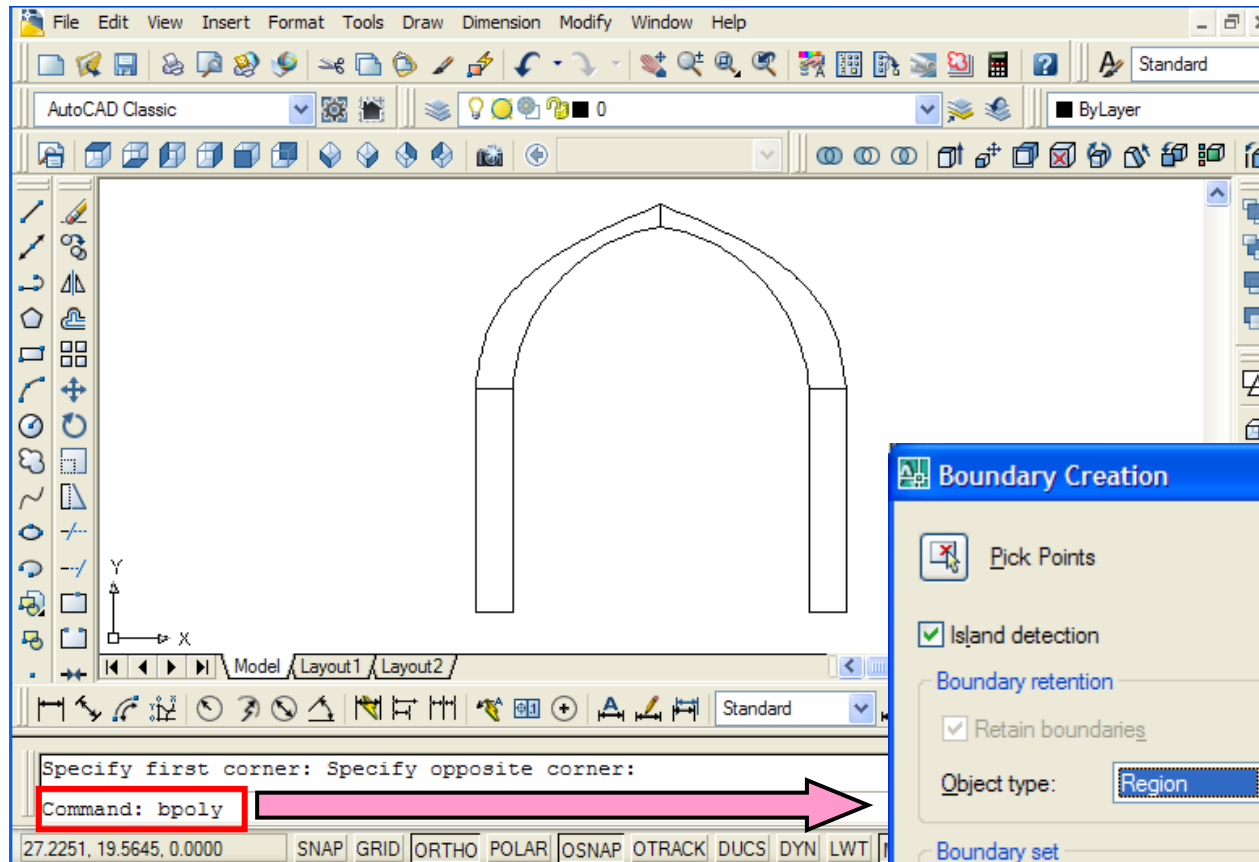 File Edit View Insert Format Tools Draw Dimension Modify Window Help
Standard
AutoCAD Classic 0 ByLayer
Boundary Creation
Pick Points
Island detection
Boundary retention
Retain boundaries
Object type: Region
Boundary set
Y
X
Model Layout1 Layout2
Standard
Specify first corner: Specify opposite corner:
Command: bpoly
27.2251, 19.5645, 0.0000 SNAP GRID ORTHO POLAR OSNAP OTRACK DUCS DYN LWT